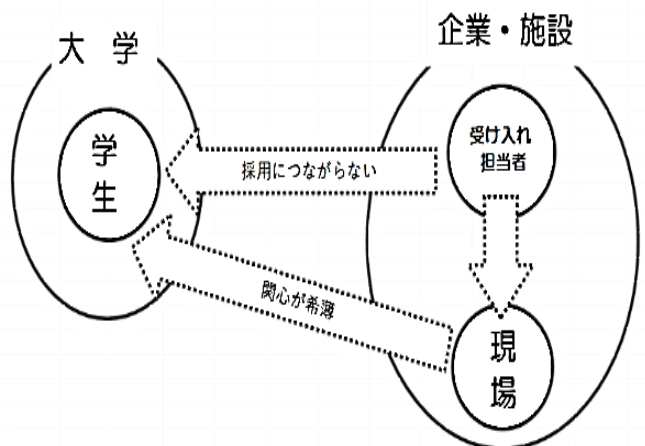 大　学
企業・施設
学
生
受け入れ
担当者
採用につながらない
関心が希薄
現
場